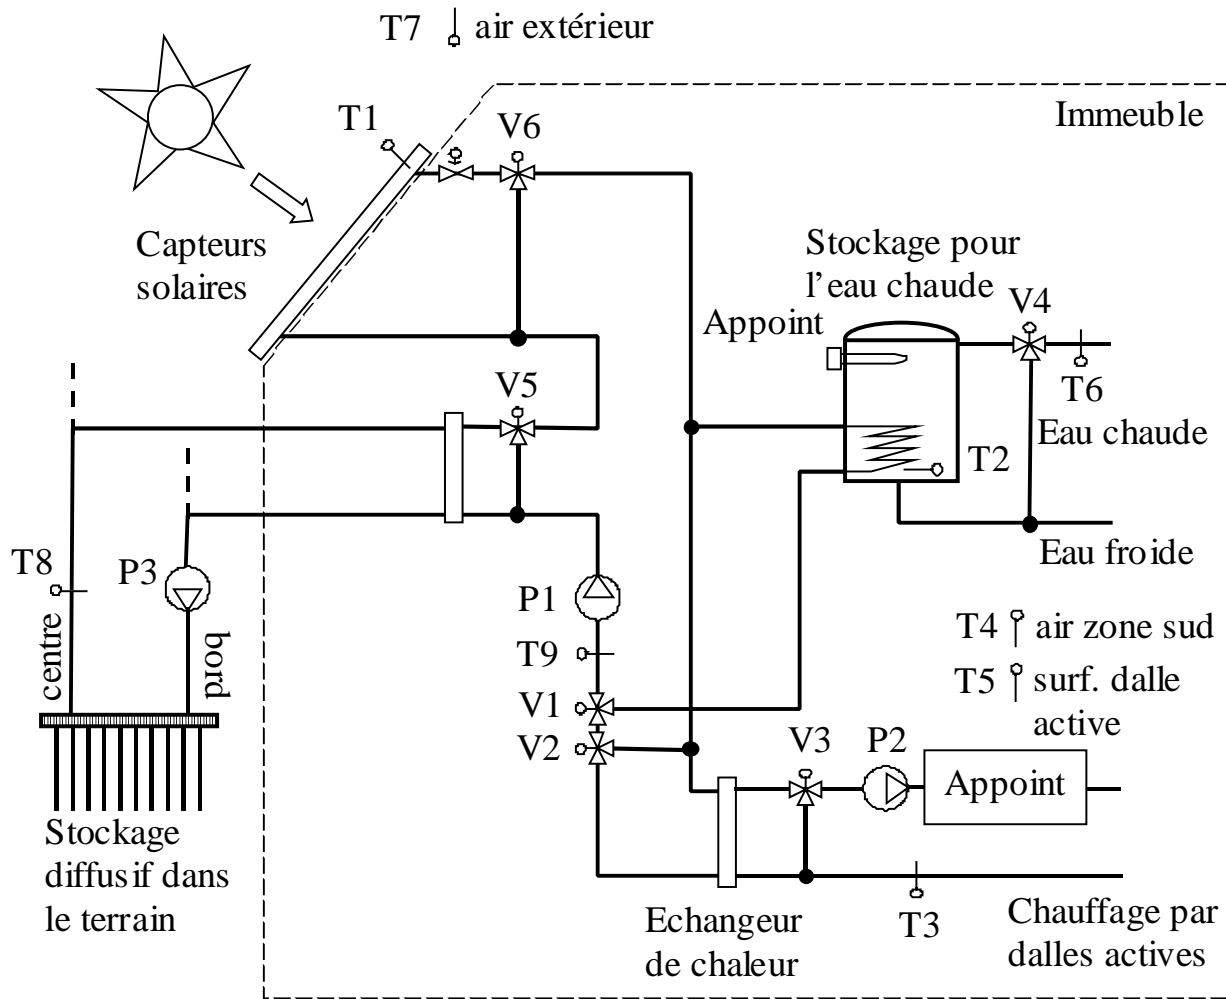 T7 air extérieur
Immeuble
T1
V6
Capteurs
solaires
Stockage pour
l'eau chaude
Appoint
V4
T6
Eau chaude
V5
T2
Eau froide
T8
P3
P1
centre
bord
T9
T4 air zone sud
T5 surf. dalle
active
V1
V2
V3
P2
Appoint
Stockage
diffusif dans
le terrain
Echangeur
de chaleur
T3
Chauffage par
dalles actives